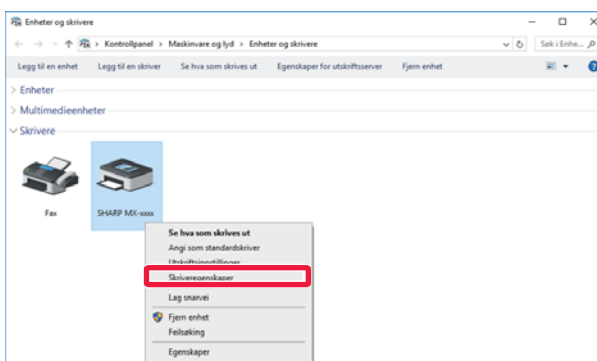 Enheter og skrivere
Kontrollpanel > Maskinvare og lyd > Enheter og skrivere
Søk i Enhe...
Legg til en enhet Legg til en skriver Se hva som skrives ut Egenskaper for utskriftsserver Fjern enhet
Enheter
Multimedieenheter
Skrivere
Fax
SHARP MX-xxxx
Se hva som skrives ut
Angi som standardskriver
Utskriftsinnstillinger
Skriveregenskaper
Lag snarvei
Fjern enhet
Feilsøking
Egenskaper